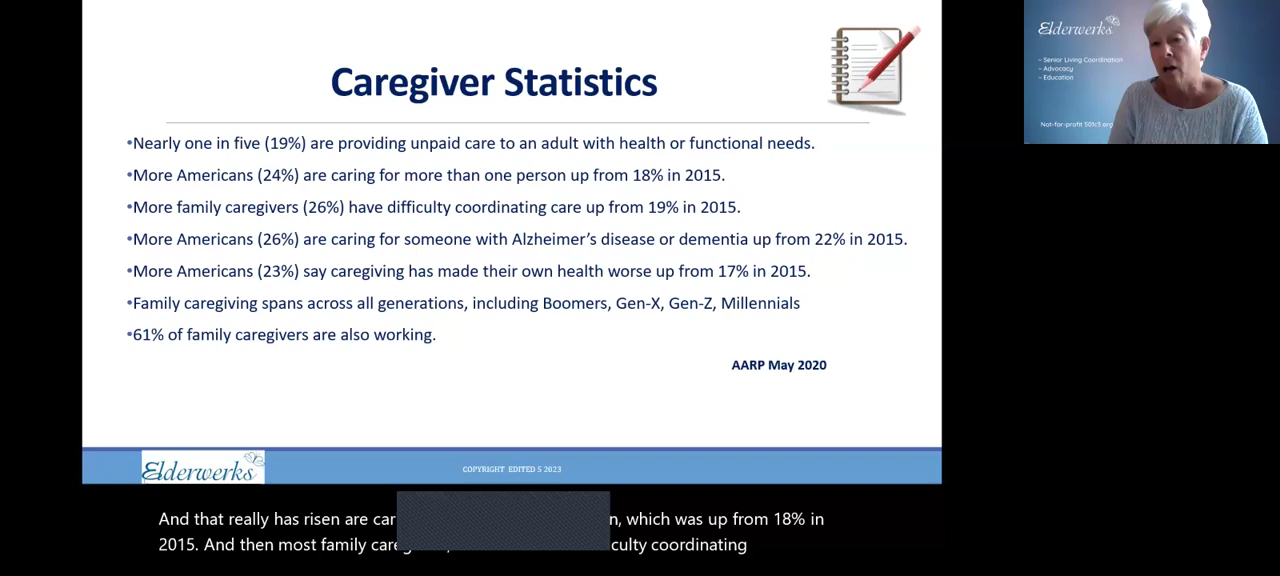 Caregiver Statistics
•Nearly one in five (19%) are providing unpaid care to an adult with health or functional needs.
•More Americans (24%) are caring for more than one person up from 18% in 2015.
•More family caregivers (26%) have difficulty coordinating care up from 19% in 2015.
•More Americans (26%) are caring for someone with Alzheimer's disease or dementia up from 22% in 2015.
•More Americans (23%) say caregiving has made their own health worse up from 17% in 2015.
•Family caregiving spans across all generations, including Boomers, Gen-X, Gen-Z, Millennials
•61% of family caregivers are also working.
AARP May 2020
Elderwerks
COPYRIGHT EDITED 5 2023
Elderwerks
– Senior Living Coordination
– Advocacy
– Education
Not-for-profit 501c3 org
And that really has risen are which was up from 18% in
2015. And then most family coordinating